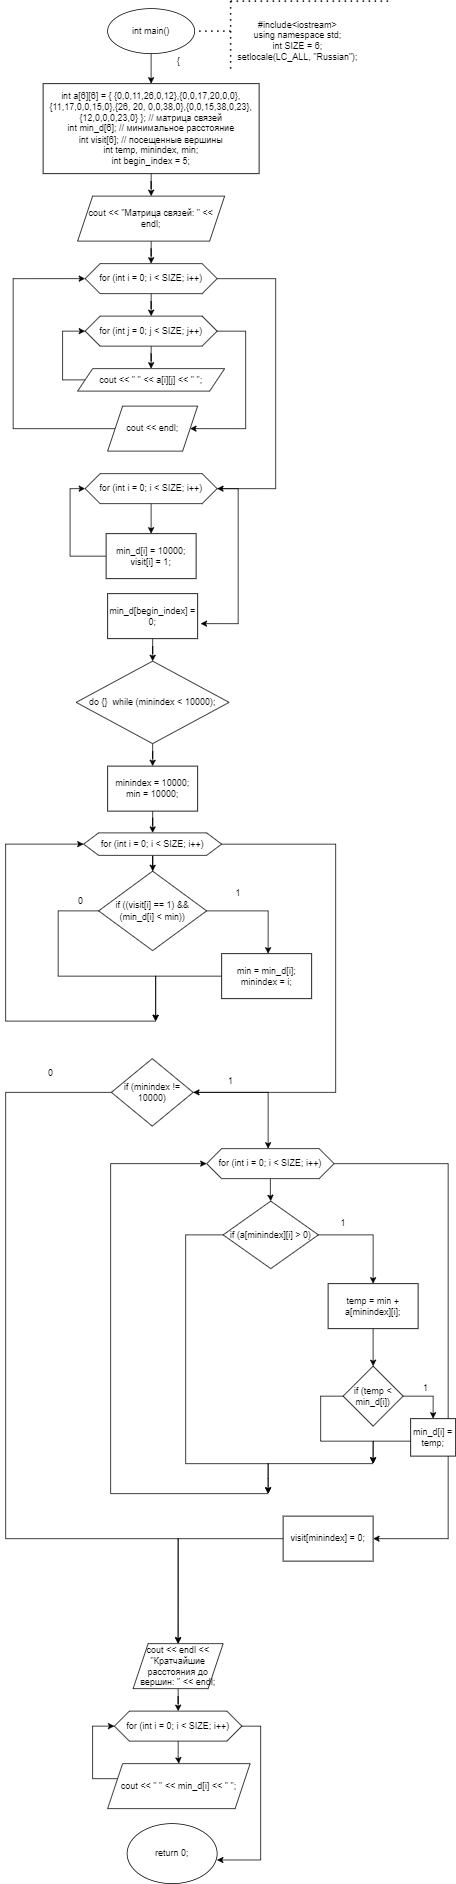 int main()
#include<iostream>
using namespace std;
int SIZE = 6;
setlocale(LC_ALL, "Russian");
{
int a[6][6] = { {0,0,11,26,0,12},{0,0,17,20,0,0},
{11,17,0,0,15,0},{26, 20, 0,0,38,0},{0,0,15,38,0,23},
{12,0,0,0,23,0} }; // матрица связей
int min_d[6]; // минимальное расстояние
int visit[6]; // посещенные вершины
int temp, minindex, min;
int begin_index = 5;
cout << "Матрица связей: " <<
endl;
for (int i = 0; i < SIZE; i++)
for (int j = 0; j < SIZE; j++)
cout << " " << a[i][j] << " ";
cout << endl;
for (int i = 0; i < SIZE; i++)
min_d[i] = 10000;
visit[i] = 1;
min_d[begin_index] =
0;
do {} while (minindex < 10000);
minindex = 10000;
min = 10000;
for (int i = 0; i < SIZE; i++)
0
1
if ((visit[i] == 1) &&
(min_d[i] < min))
min = min_d[i];
minindex = i;
0
1
if (minindex !=
10000)
for (int i = 0; i < SIZE; i++)
1
if (a[minindex][i] > 0)
temp = min +
a[minindex][i];
1
if (temp <
min_d[i])
min_d[i] =
temp;
visit[minindex] = 0;
cout << endl <<
"Кратчайшие
расстояния до
вершин: " << endl;
for (int i = 0; i < SIZE; i++)
cout << " " << min_d[i] << " ";
return 0;